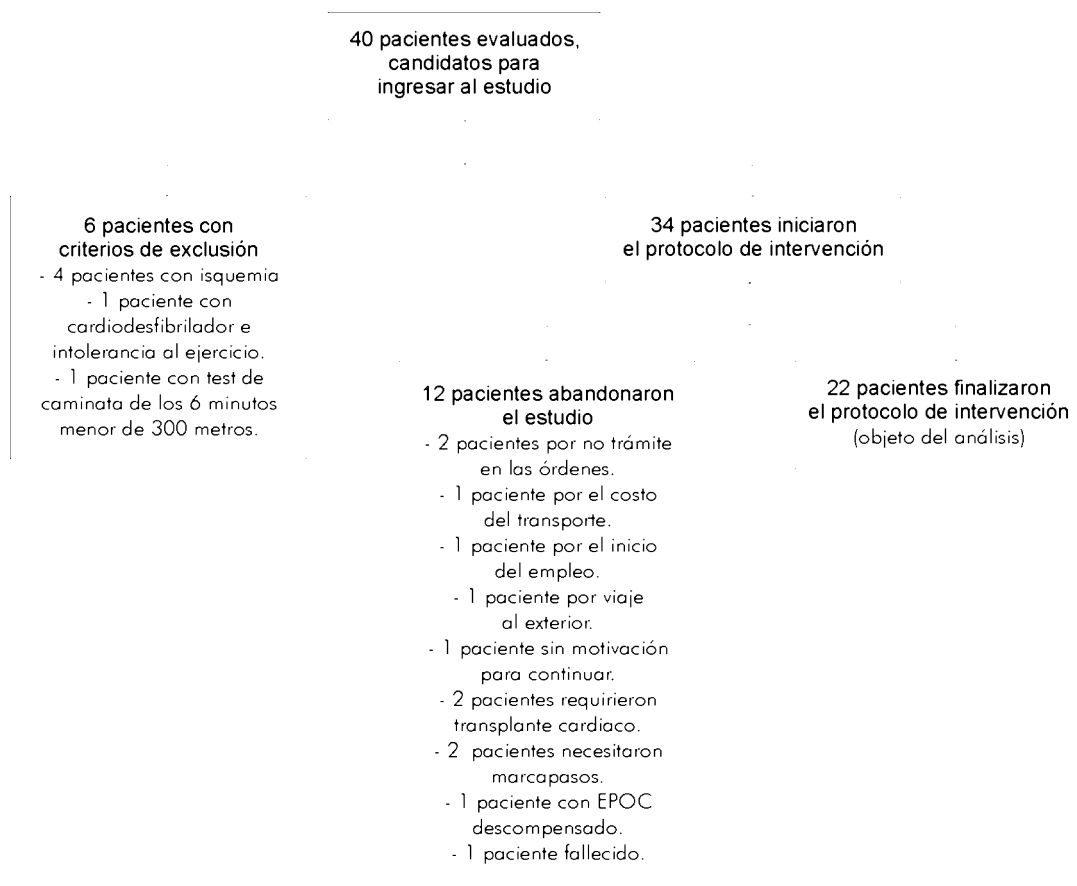 40 pacientes evaluados,
candidatos para
ingresar al estudio
6 pacientes con
criterios de exclusión
- 4 pacientes con isquemia
- 1 paciente con
cardiodesfibrilador e
intolerancia al ejercicio.
- 1 paciente con test de
caminata de los 6 minutos
menor de 300 metros.
34 pacientes iniciaron
el protocolo de intervención
12 pacientes abandonaron
el estudio
- 2 pacientes por no trámite
en las órdenes.
- 1 paciente por el costo
del transporte.
- 1 paciente por el inicio
del empleo.
- 1 paciente por viaje
al exterior.
- 1 paciente sin motivación
para continuar.
- 2 pacientes requirieron
transplante cardiaco.
- 2 pacientes necesitaron
marcapasos.
- 1 paciente con EPOC
descompensado.
- 1 paciente fallecido.
22 pacientes finalizaron
el protocolo de intervención
(objeto del análisis)